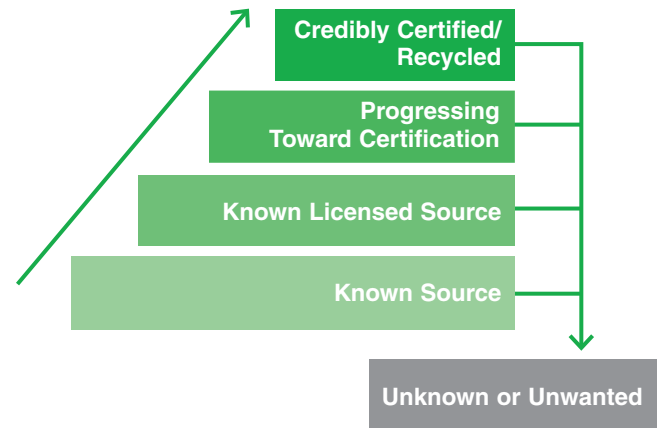 Credibly Certified/
Recycled
Progressing
Toward Certification
Known Licensed Source
Known Source
Unknown or Unwanted